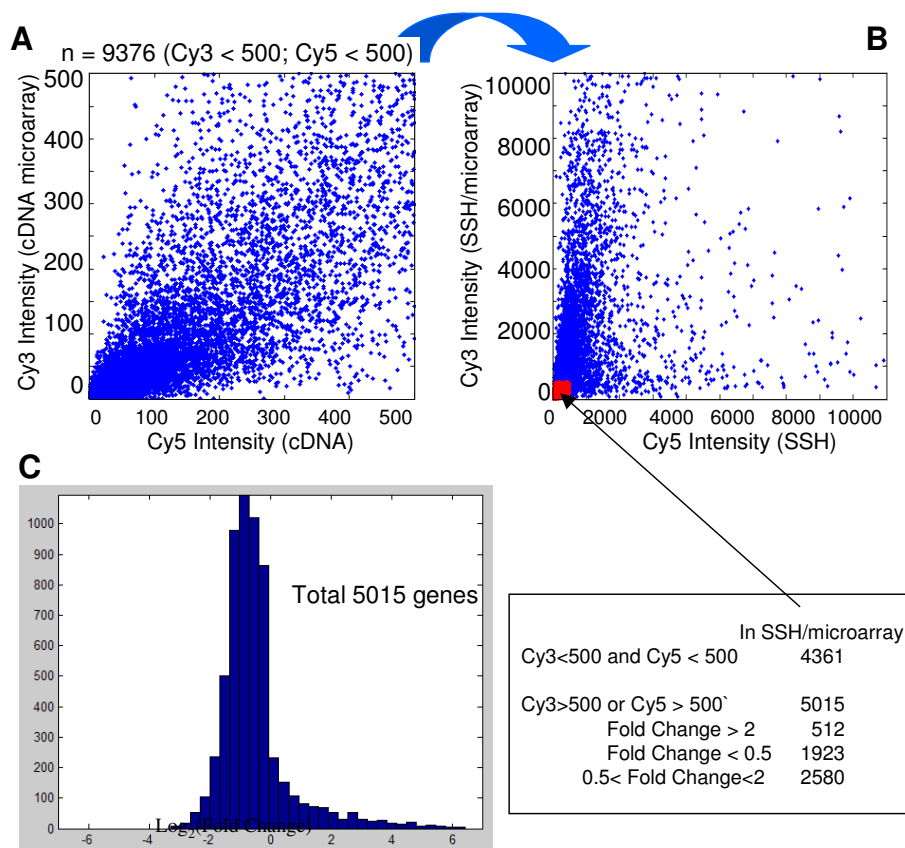 A
n = 9376 (Cy3 < 500; Cy5 < 500)
500
400
300
200
100
0
Cy3 Intensity (cDNA microarray)
0 100 200 300 400 500
Cy5 Intensity (cDNA)
B
10000
8000
6000
4000
2000
0
Cy3 Intensity (SSH/microarray)
0 2000 4000 6000 8000 10000
Cy5 Intensity (SSH)
C
1000
900
800
700
600
500
400
300
200
100
0
Total 5015 genes
Log2(Fold Change)
-6 -4 -2 0 2 4 6
In SSH/microarray
Cy3<500 and Cy5 < 500 4361
Cy3>500 or Cy5 > 500` 5015
Fold Change > 2 512
Fold Change < 0.5 1923
0.5< Fold Change<2 2580